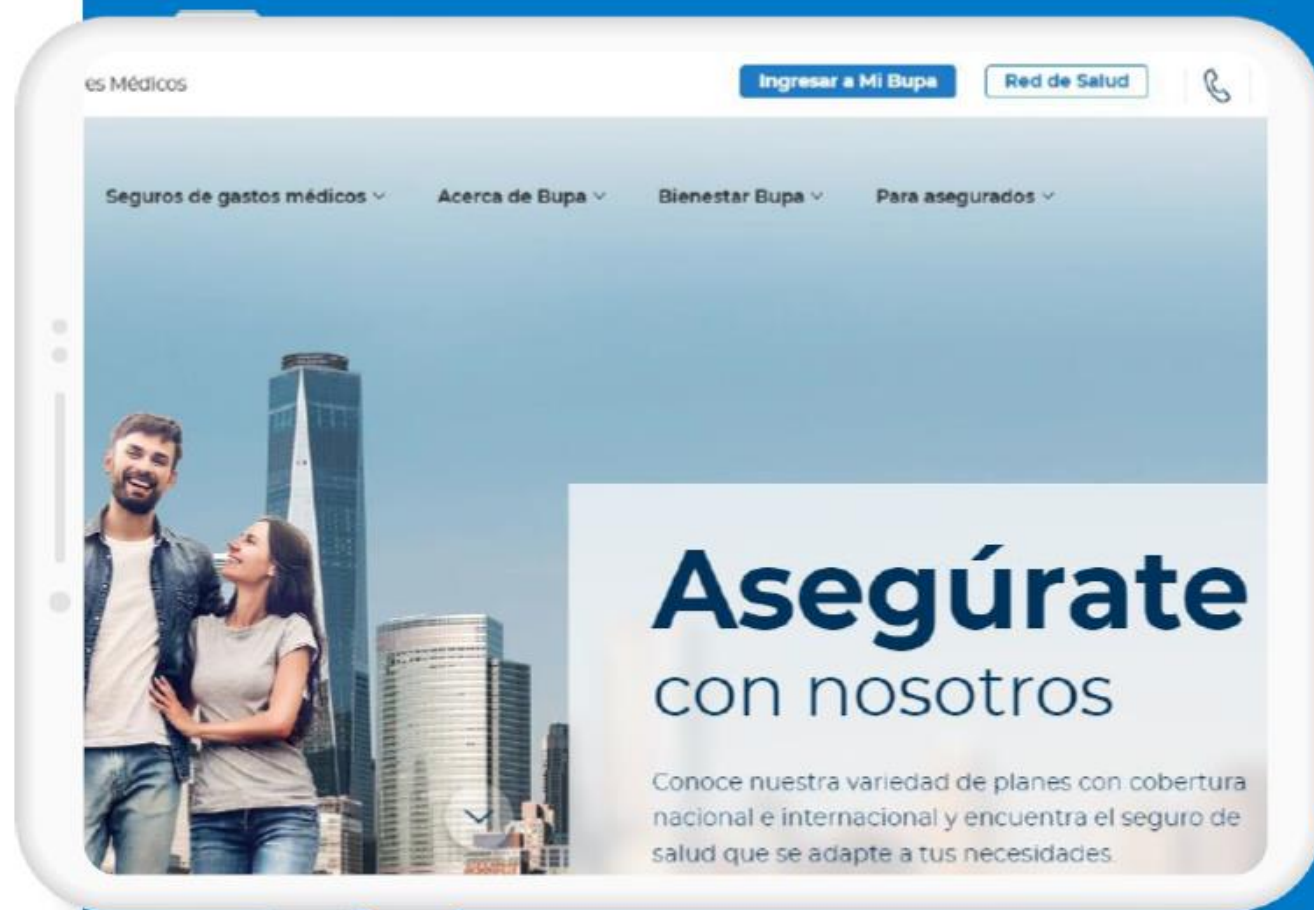 es Médicos
Ingresar a Mi Bupa
Red de Salud
Seguros de gastos médicos
Acerca de Bupa
Bienestar Bupa
Para asegurados
Asegúrate
con nosotros
Conoce nuestra variedad de planes con cobertura
nacional e internacional y encuentra el seguro de
salud que se adapte a tus necesidades.